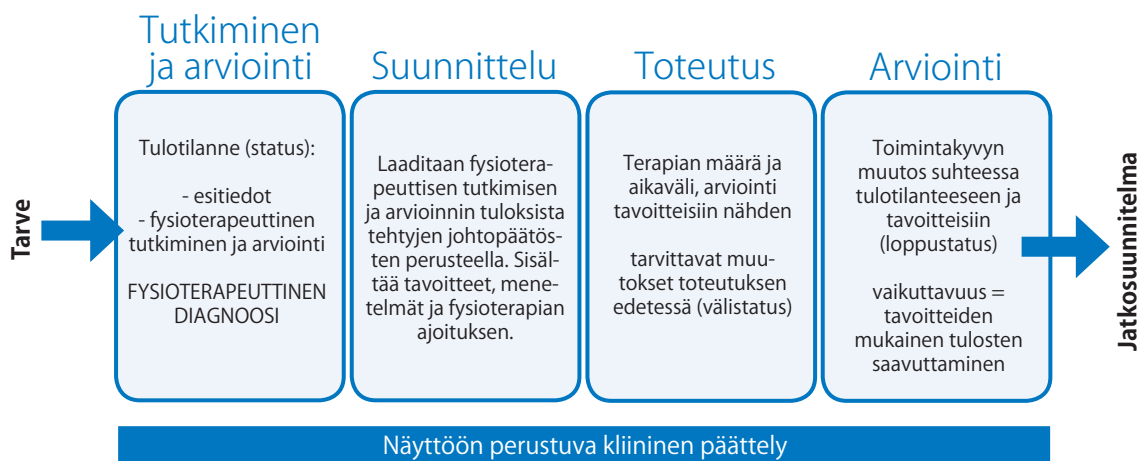 Tarve
Tutkiminen
ja arviointi
Tulotilanne (status):
- esitiedot
- fysioterapeuttinen
tutkiminen ja arviointi
FYSIOTERAPEUTTINEN
DIAGNOOSI
Suunnittelu
Laaditaan fysiotera-
peuttisen tutkimisen
ja arvioinnin tuloksista
tehtyjen johtopäätös-
ten perusteella. Sisäl-
tää tavoitteet, mene-
telmät ja fysioterapian
ajoituksen.
Toteutus
Terapian määrä ja
aikaväli, arviointi
tavoitteisiin nähden
tarvittavat muu-
tokset toteutuksen
edetessä (välistatus)
Arviointi
Toimintakyvyn
muutos suhteessa
tulotilanteeseen ja
tavoitteisiin
(loppustatus)
vaikuttavuus =
tavoitteiden
mukainen tulosten
saavuttaminen
Jatkosuunnitelma
Näyttöön perustuva kliininen päättely